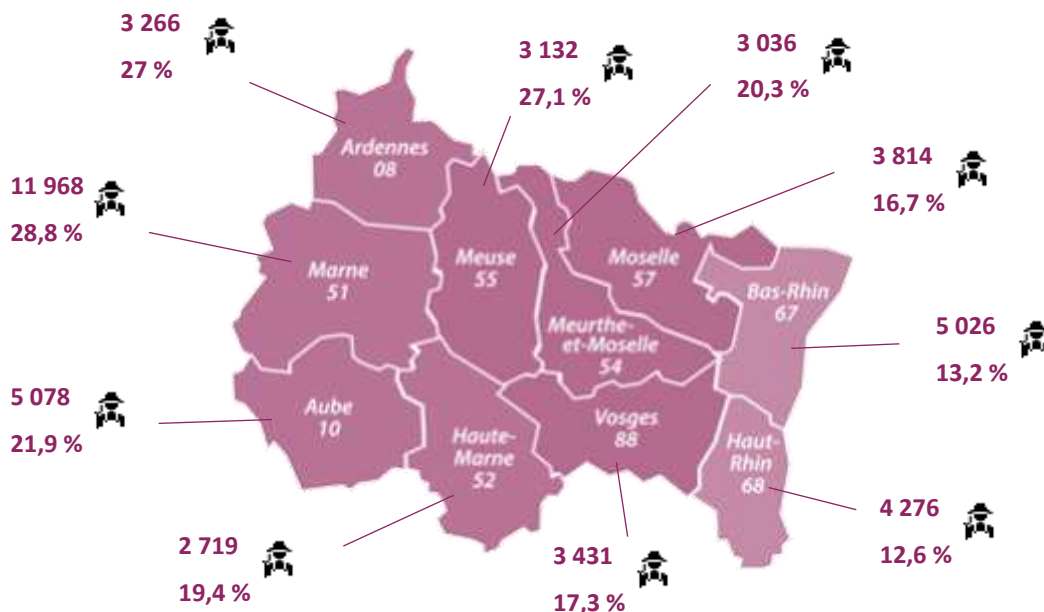 3 266
27 %
3 132
27,1 %
3 036
20,3 %
3 814
16,7 %
11 968
28,8 %
Ardennes
08
Marne
51
Meuse
55
Moselle
57
Bas-Rhin
67
Meurthe-
et-Moselle
54
5 026
13,2 %
5 078
21,9 %
Aube
10
Haute-
Marne
52
Vosges
88
Haut-
Rhin
68
4 276
12,6 %
2 719
19,4 %
3 431
17,3 %